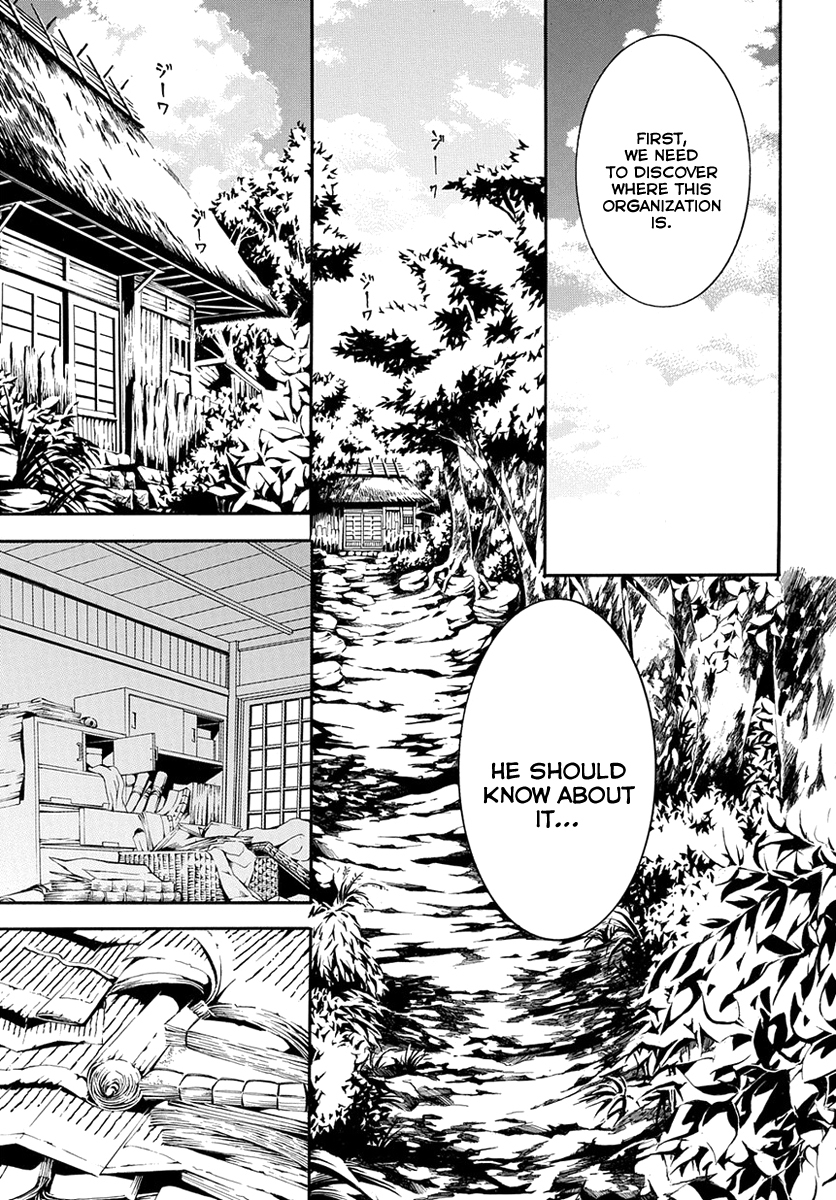 FIRST,
WE NEED
TO DISCOVER
WHERE THIS
ORGANIZATION
IS.
HE SHOULD
KNOW ABOUT
IT...
ジーワ
ジーワ
ジーワ
ジーワ